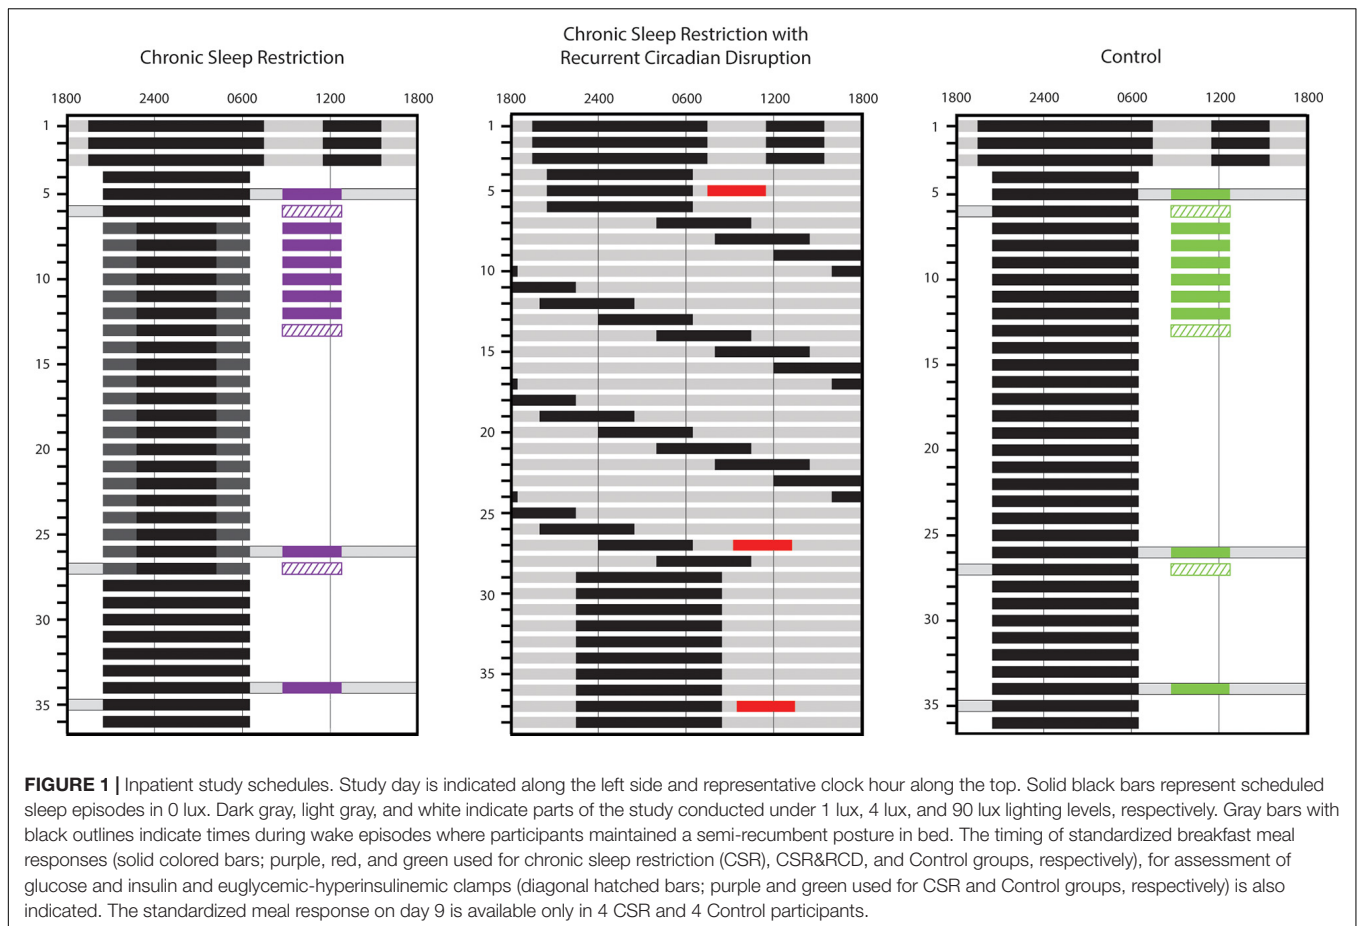 Chronic Sleep Restriction
Chronic Sleep Restriction with
Recurrent Circadian Disruption
Control
1800 2400 0600 1200 1800
1800 2400 0600 1200 1800
1800 2400 0600 1200 1800
1
5
10
15
20
25
30
35
1
5
10
15
20
25
30
35
1
5
10
15
20
25
30
35
FIGURE 1 | Inpatient study schedules. Study day is indicated along the left side and representative clock hour along the top. Solid black bars represent scheduled
sleep episodes in 0 lux. Dark gray, light gray, and white indicate parts of the study conducted under 1 lux, 4 lux, and 90 lux lighting levels, respectively. Gray bars with
black outlines indicate times during wake episodes where participants maintained a semi-recumbent posture in bed. The timing of standardized breakfast meal
responses (solid colored bars; purple, red, and green used for chronic sleep restriction (CSR), CSR&RCD, and Control groups, respectively), for assessment of
glucose and insulin and euglycemic-hyperinsulinemic clamps (diagonal hatched bars; purple and green used for CSR and Control groups, respectively) is also
indicated. The standardized meal response on day 9 is available only in 4 CSR and 4 Control participants.